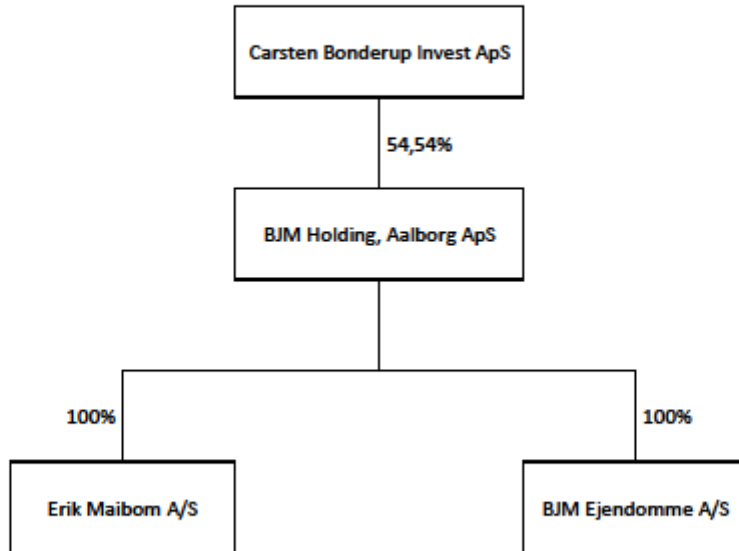 Carsten Bonderup Invest ApS
54,54%
BJM Holding, Aalborg ApS
100%
100%
Erik Maibom A/S
BJM Ejendomme A/S